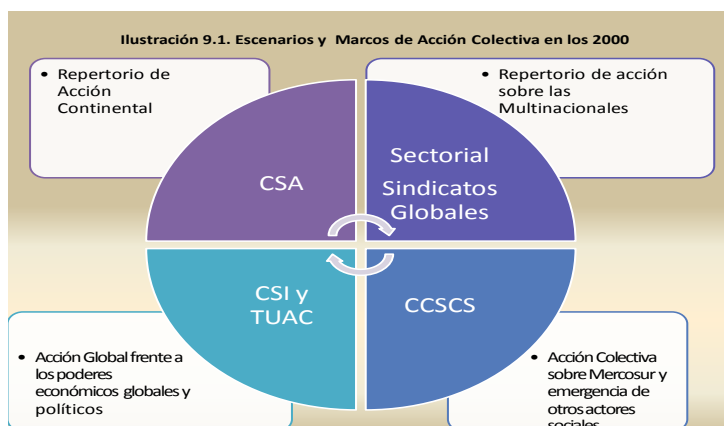 Ilustración 9.1. Escenarios y Marcos de Acción Colectiva en los 2000
• Repertorio de
Acción
Continental
• Repertorio de acción
sobre las
Multinacionales
CSA
Sectorial
Sindicatos
Globales
CSI y
TUAC
CCSCS
• Acción Global frente a
los poderes
económicos globales y
políticos
• Acción Colectiva
sobre Mercosur y
emergencia de
otros actores
sociales